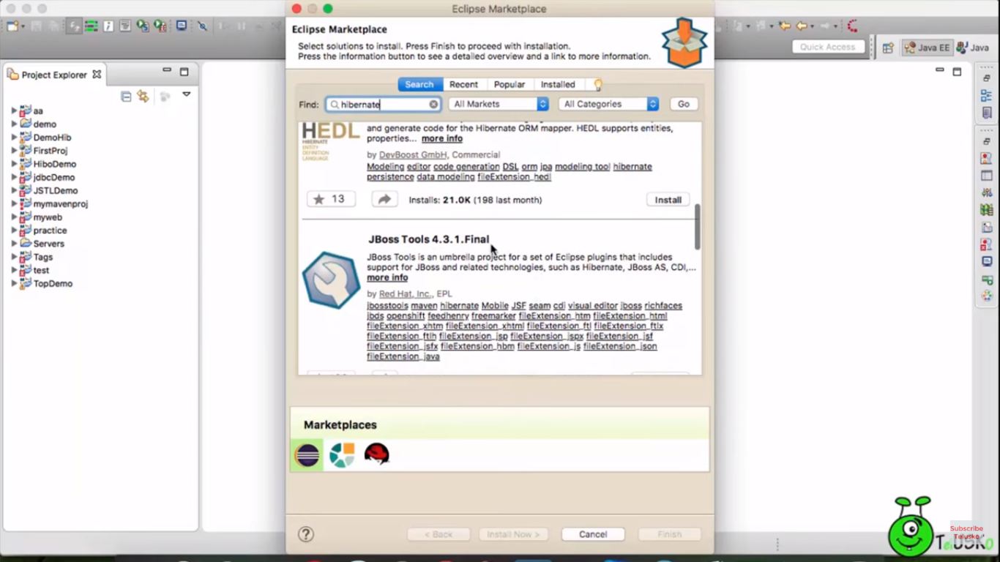 Eclipse Marketplace
Eclipse Marketplace
Select solutions to install. Press Finish to proceed with installation.
Press the information button to see a detailed overview and a link to more information.
Quick Access
Java EE
Java
Project Explorer
Search
Recent
Popular
Installed
Find:
hibernate
All Markets
All Categories
Go
aa
demo
DemoHib
FirstProj
HiboDemo
jdbcDemo
JSTLDemo
mymavenproj
myweb
practice
Servers
Tags
test
TopDemo
HEDL
HIBERNATE
ENTITY
DEFINITION
LANGUAGE
and generate code for the Hibernate ORM mapper. HEDL supports entities,
properties... more info
by DevBoost GmbH, Commercial
Modeling editor code generation DSL orm jpa modeling tool hibernate
persistence data modeling fileExtension_hedl
13
Installs: 21.0K (198 last month)
Install
JBoss Tools 4.3.1.Final
JBoss Tools is an umbrella project for a set of Eclipse plugins that includes
support for JBoss and related technologies, such as Hibernate, JBoss AS, CDI,...
more info
by Red Hat, Inc., EPL
jbosstools maven hibernate Mobile JSF seam cdi visual editor jboss richfaces
jbds openshift feedhenry freemarker fileExtension_htm fileExtension_html
fileExtension_xhtm fileExtension_xhtml fileExtension_ftl fileExtension_ftlx
fileExtension_ftlh fileExtension_jsp fileExtension_jspx fileExtension_jsf
fileExtension_jsfx fileExtension_hbm fileExtension_js fileExtension_json
fileExtension_java
Marketplaces
?
< Back
Install Now >
Cancel
Finish
Subscribe
Telusko